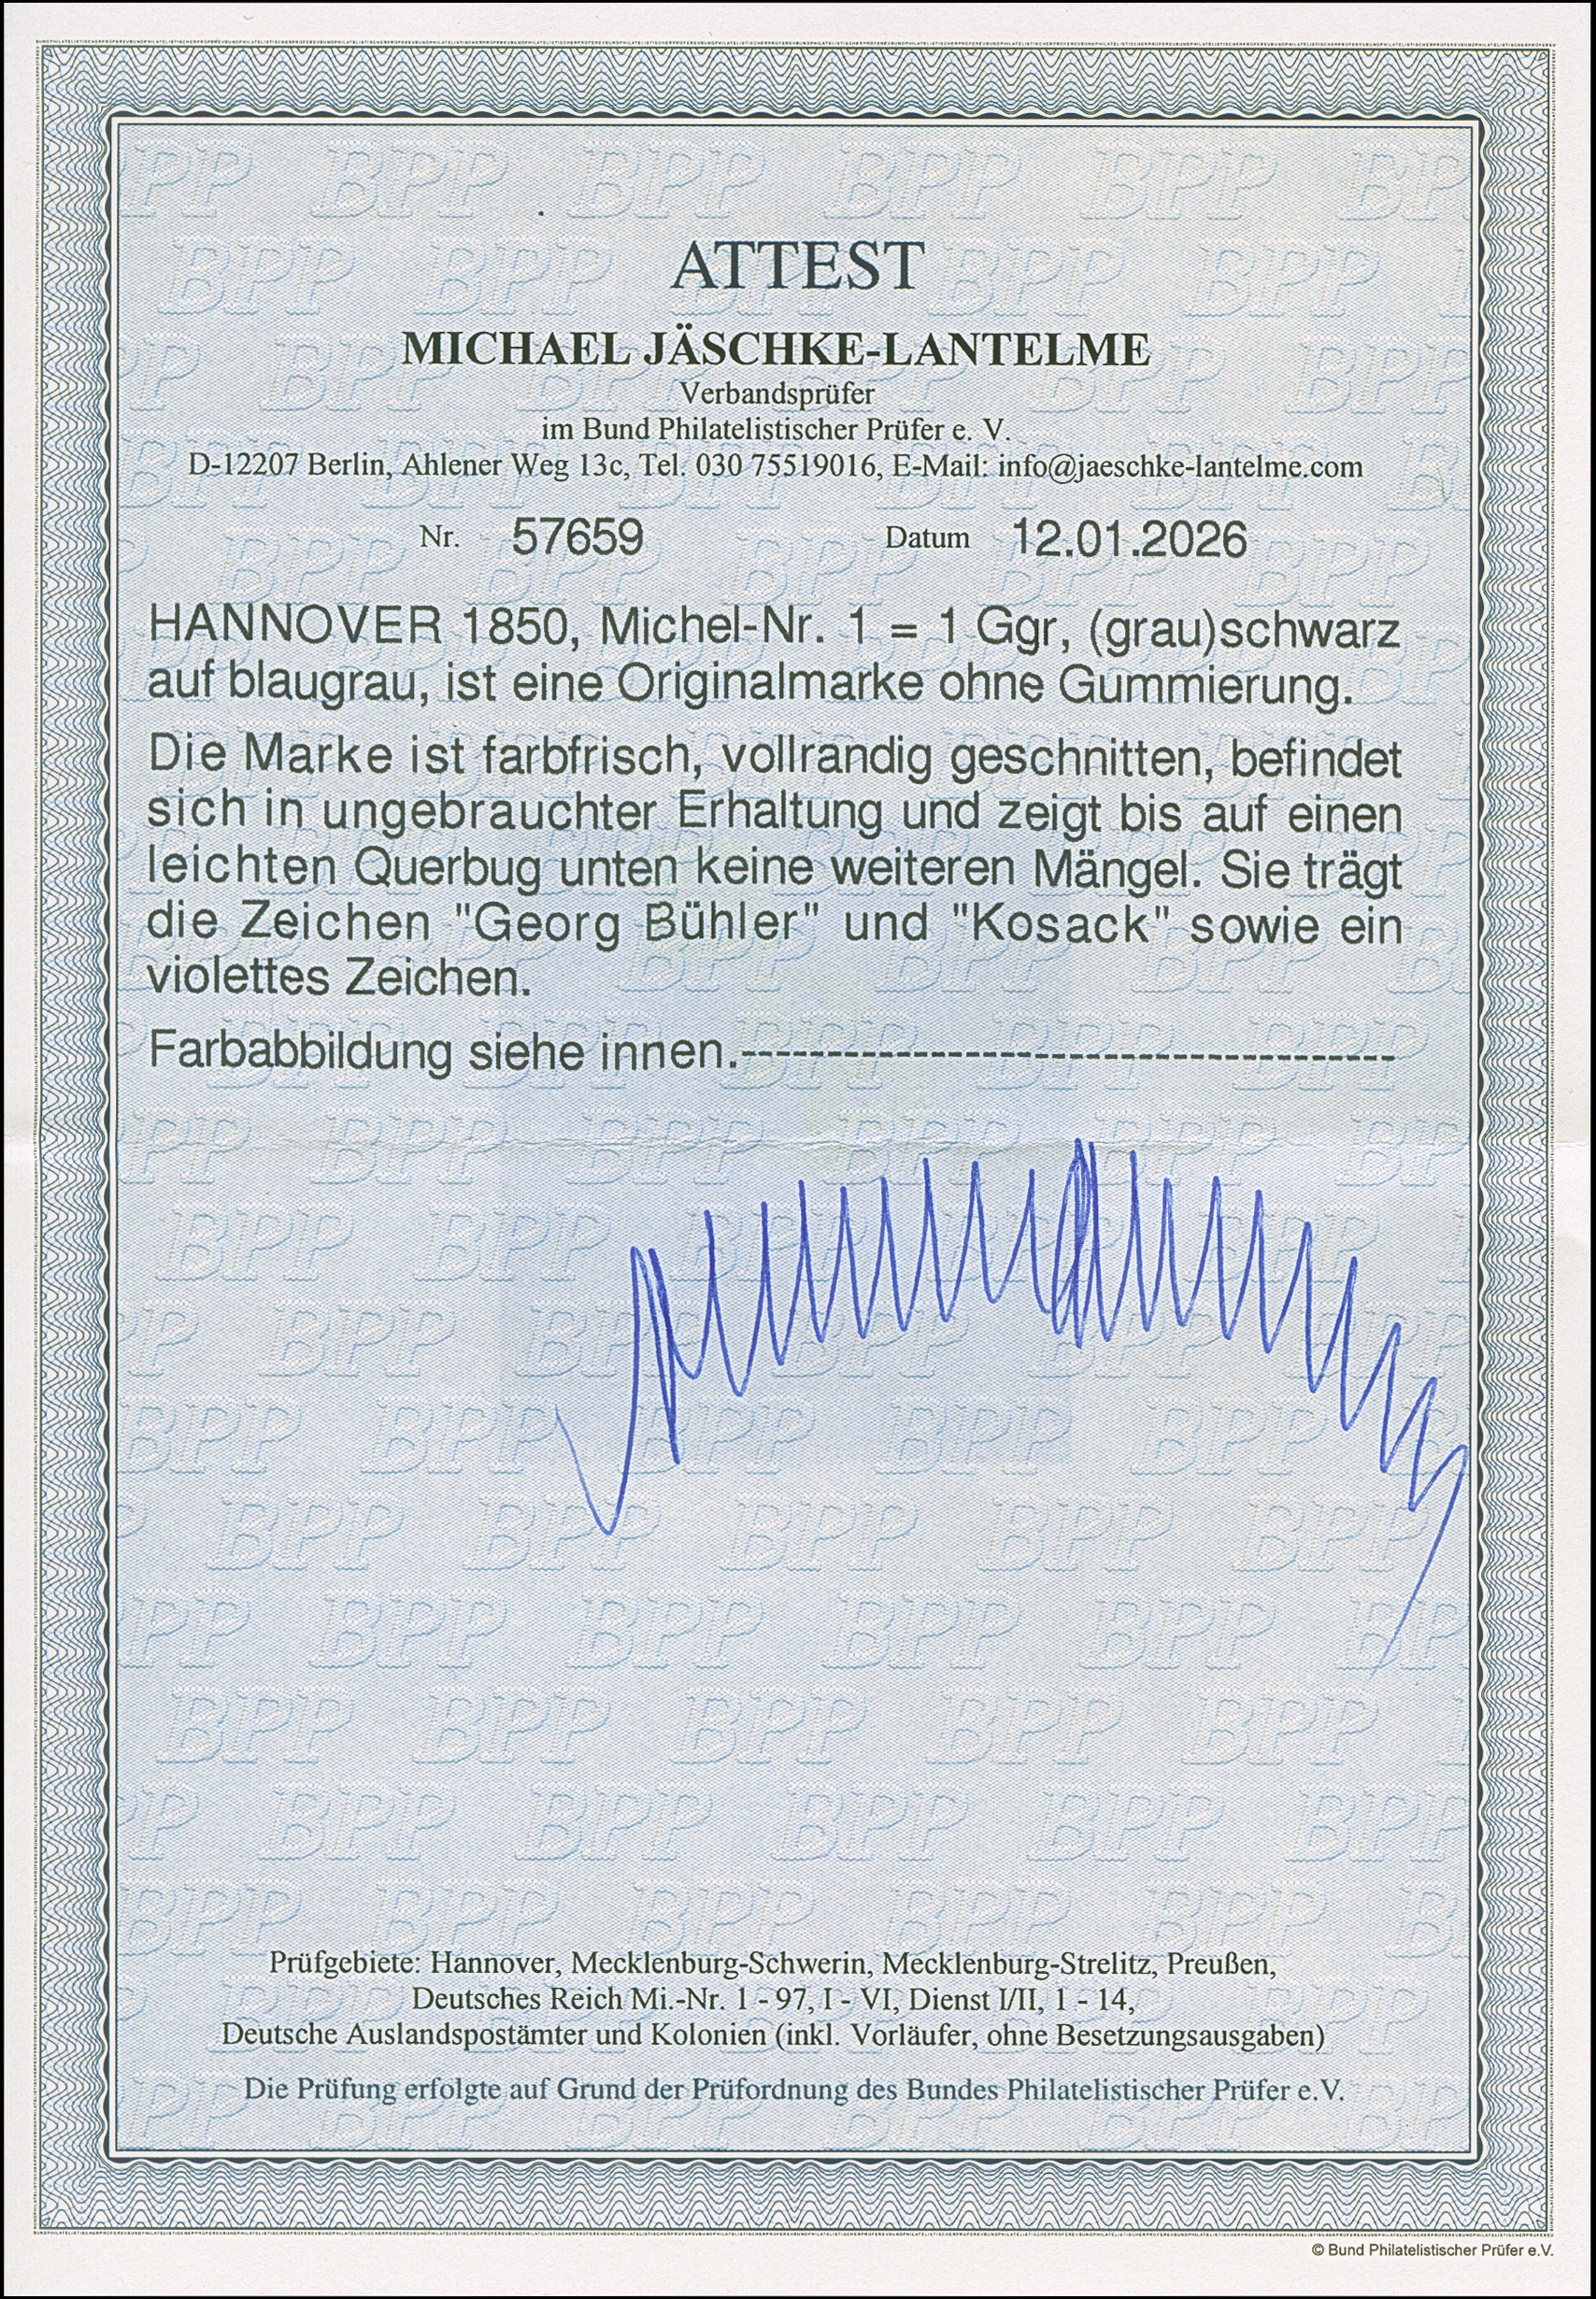 ATTEST
MICHAEL JÄSCHKE-LANTELME
Verbandsprüfer
im Bund Philatelistischer Prüfer e. V.
D-12207 Berlin, Ahlener Weg 13c, Tel. 030 75519016, E-Mail: info@jaeschke-lantelme.com
Nr. 57659 Datum 12.01.2026
HANNOVER 1850, Michel-Nr. 1 = 1 Ggr, (grau)schwarz
auf blaugrau, ist eine Originalmarke ohne Gummierung.
Die Marke ist farbfrisch, vollrandig geschnitten, befindet
sich in ungebrauchter Erhaltung und zeigt bis auf einen
leichten Querbug unten keine weiteren Mängel. Sie trägt
die Zeichen "Georg Bühler" und "Kosack" sowie ein
violettes Zeichen.
Farbabbildung siehe innen.-----------------------------------------------
Prüfgebiete: Hannover, Mecklenburg-Schwerin, Mecklenburg-Strelitz, Preußen,
Deutsches Reich Mi.-Nr. 1 - 97, I - VI, Dienst I/II, 1 - 14,
Deutsche Auslandspostämter und Kolonien (inkl. Vorläufer, ohne Besetzungsausgaben)
Die Prüfung erfolgte auf Grund der Prüfordnung des Bundes Philatelistischer Prüfer e.V.
© Bund Philatelistischer Prüfer e.V.